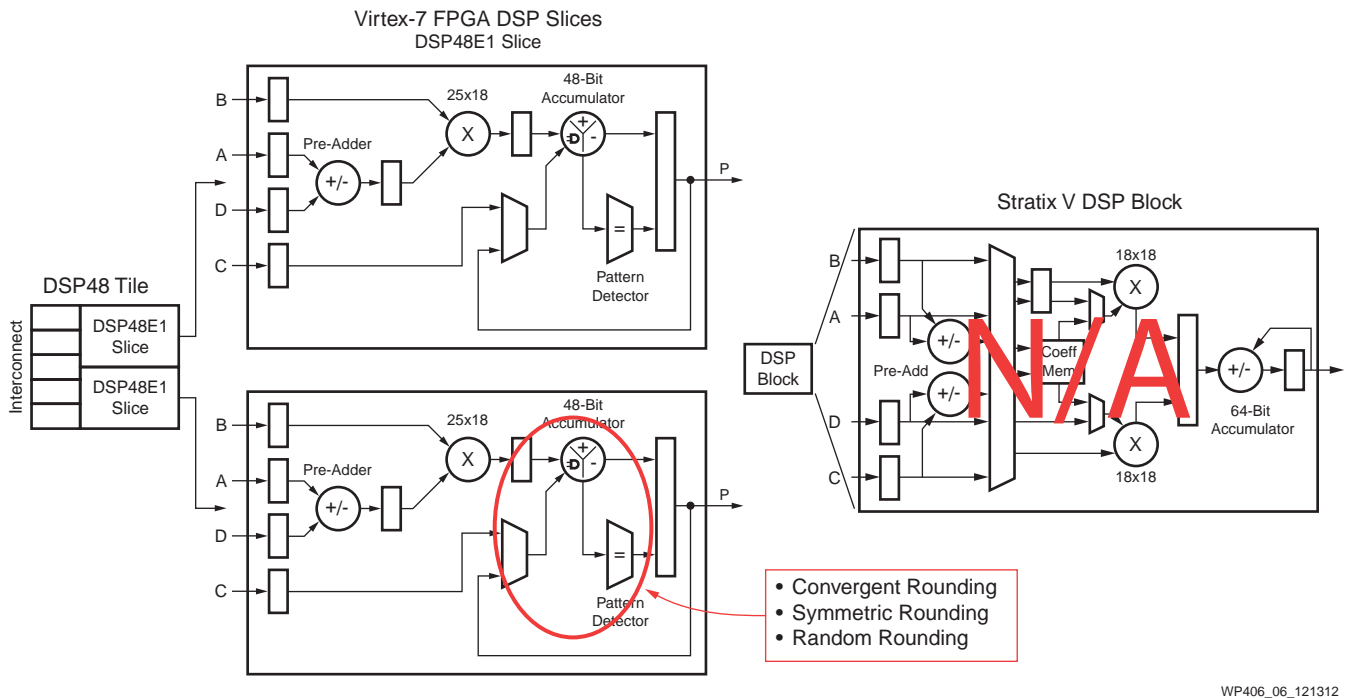 Virtex-7 FPGA DSP Slices
DSP48E1 Slice
B
A
D
C
Pre-Adder
+/-
25x18
X
48-Bit
Accumulator
+
-
=
Pattern
Detector
P
DSP48 Tile
Interconnect
DSP48E1
Slice
DSP48E1
Slice
B
A
D
C
Pre-Adder
+/-
25x18
X
48-Bit
Accumulator
+
-
=
Pattern
Detector
P
• Convergent Rounding
• Symmetric Rounding
• Random Rounding
Stratix V DSP Block
DSP
Block
B
A
D
C
+/-
Pre-Add
+/-
Coeff
Mem
18x18
X
X
18x18
+/-
64-Bit
Accumulator
N/A
WP406_06_121312